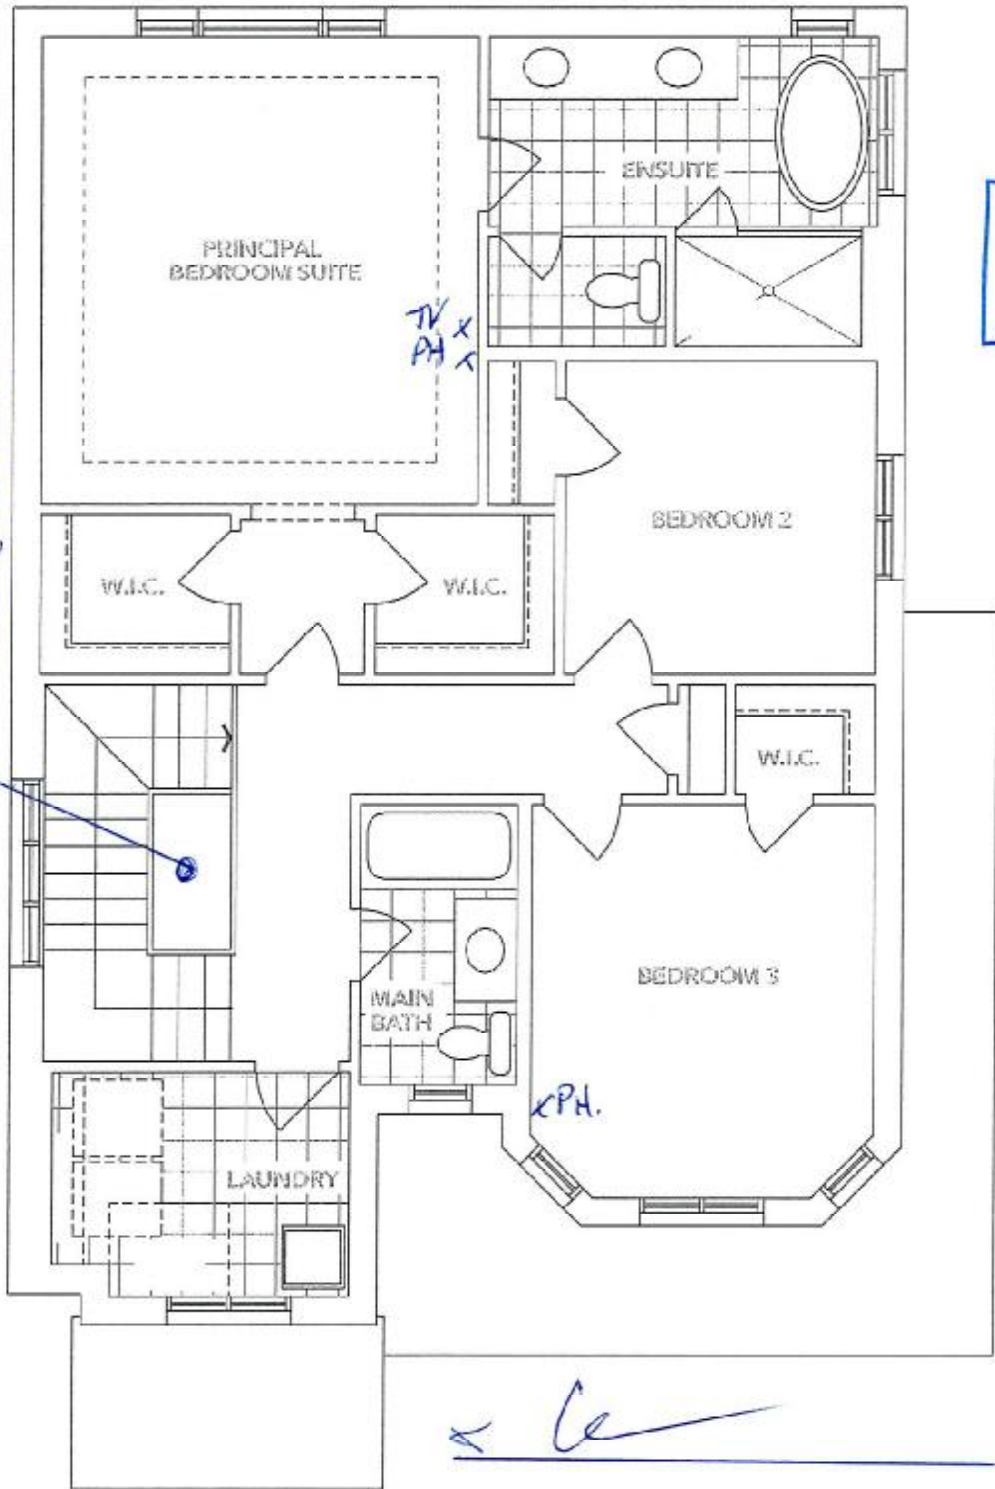 ENSUITE
PRINCIPAL
BEDROOM SUITE
TV x
PH x
BEDROOM 2
W.I.C.
W.I.C.
W.I.C.
BEDROOM 3
MAIN
BATH
x PH.
LAUNDRY
x